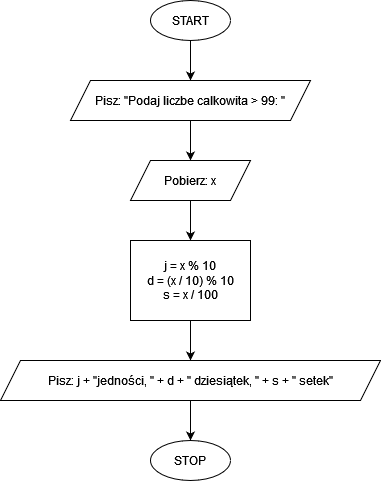 START
Pisz: "Podaj liczbe calkowita > 99: "
Pobierz: x
j = x % 10
d = (x / 10) % 10
s = x / 100
Pisz: j + "jedności, " + d + " dziesiątek, " + s + " setek"
STOP